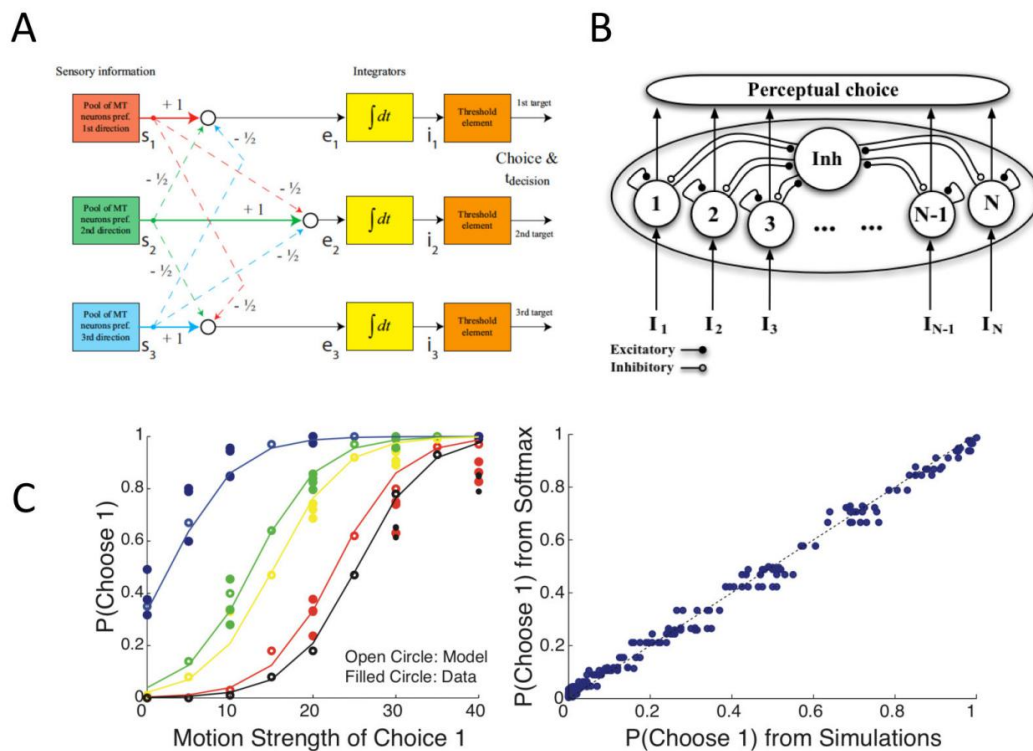 A
Sensory information
Integrators
Pool of MT
neurons pref.
1st direction
s1
+ 1
- ½
e1
∫ dt
i1
Threshold
element
1st target
Choice &
tdecision
- ½
- ½
Pool of MT
neurons pref.
2nd direction
s2
+1
e2
∫ dt
i2
Threshold
element
2nd target
- ½
- ½
- ½
Pool of MT
neurons pref.
3rd direction
s3
+1
e3
∫ dt
i3
Threshold
element
3rd target
B
Perceptual choice
Inh
1
2
3
... ...
N-1
N
I1
I2
I3
IN-1
IN
Excitatory
Inhibitory
C
P(Choose 1)
1
0.8
0.6
0.4
0.2
0
0
10
20
30
40
Open Circle: Model
Filled Circle: Data
Motion Strength of Choice 1
P(Choose 1) from Softmax
1
0.8
0.6
0.4
0.2
0
0.2
0.4
0.6
0.8
1
P(Choose 1) from Simulations